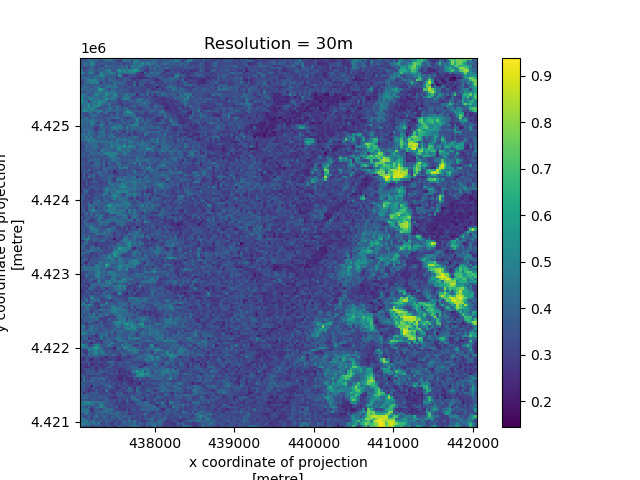 Resolution = 30m
1e6
4.425
4.424
4.423
4.422
4.421
438000 439000 440000 441000 442000
x coordinate of projection
[metre]
y coordinate of projection
[metre]
0.9
0.8
0.7
0.6
0.5
0.4
0.3
0.2